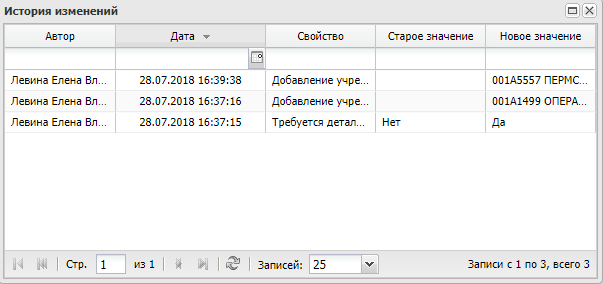 История изменений
Автор Дата Свойство Старое значение Новое значение
Левина Елена Вл... 28.07.2018 16:39:38 Добавление учре... 001A5557 ПЕРМС...
Левина Елена Вл... 28.07.2018 16:37:16 Добавление учре... 001A1499 ОПЕРА...
Левина Елена Вл... 28.07.2018 16:37:15 Требуется детал... Нет Да
Стр. 1 из 1 Записей: 25 Записи с 1 по 3, всего 3